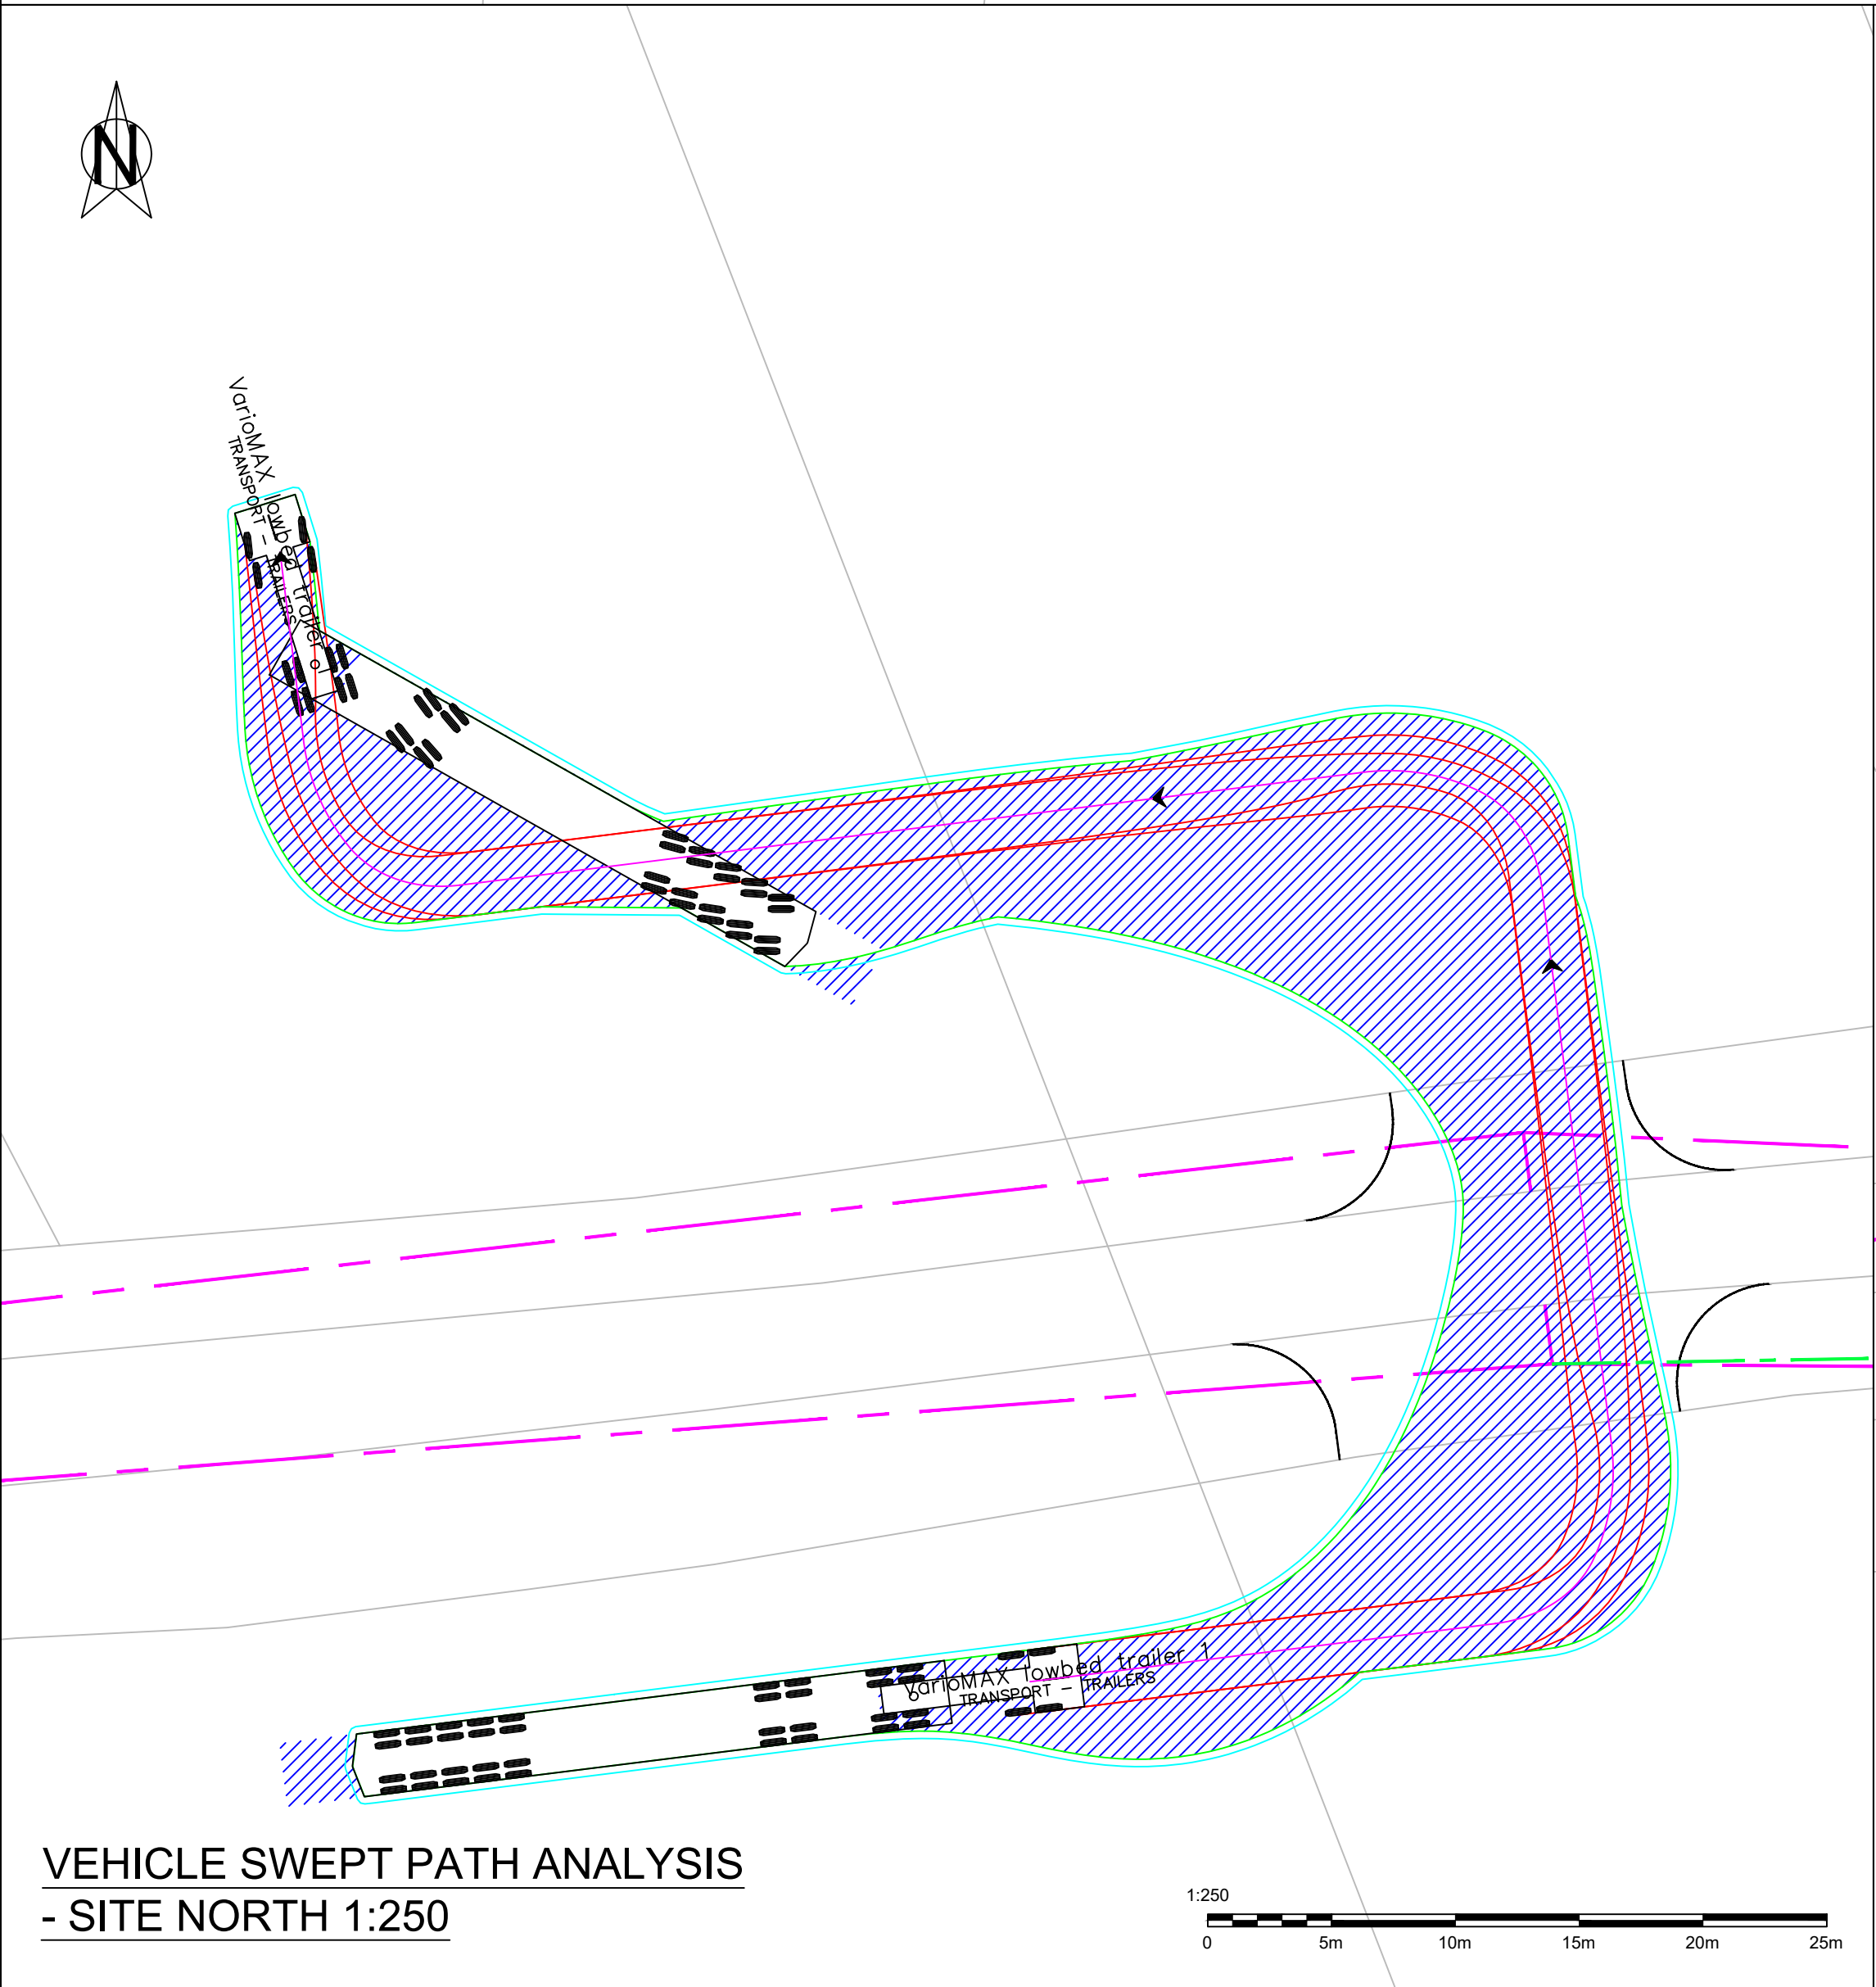 N
VarioMAX lowbed trailer 1
TRANSPORT - TRAILERS
VarioMAX lowbed trailer 1
TRANSPORT - TRAILERS
VEHICLE SWEPT PATH ANALYSIS
- SITE NORTH 1:250
1:250
0 5m 10m 15m 20m 25m